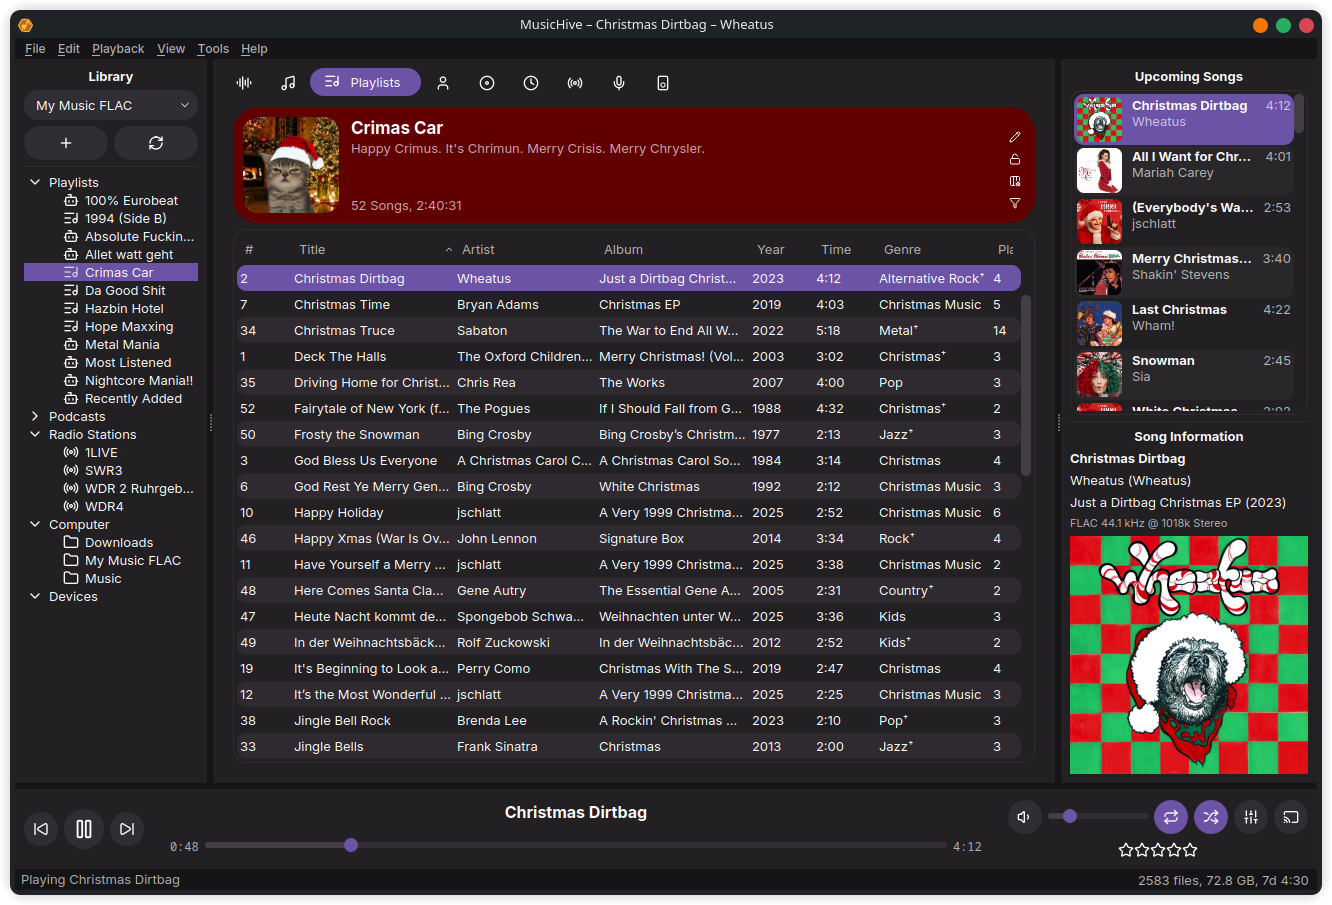 MusicHive – Christmas Dirtbag – Wheatus
File Edit Playback View Tools Help
Library
My Music FLAC
Playlists
100% Eurobeat
1994 (Side B)
Absolute Fuckin...
Allet watt geht
Crimas Car
Da Good Shit
Hazbin Hotel
Hope Maxxing
Metal Mania
Most Listened
Nightcore Mania!!
Recently Added
Podcasts
Radio Stations
1LIVE
SWR3
WDR 2 Ruhrgeb...
WDR4
Computer
Downloads
My Music FLAC
Music
Devices
Playlists
Crimas Car
Happy Crimus. It's Chrimun. Merry Crisis. Merry Chrysler.
52 Songs, 2:40:31
# Title Artist Album Year Time Genre
2 Christmas Dirtbag Wheatus Just a Dirtbag Christ... 2023 4:12 Alternative Rock⁺ 4
7 Christmas Time Bryan Adams Christmas EP 2019 4:03 Christmas Music 5
34 Christmas Truce Sabaton The War to End All W... 2022 5:18 Metal⁺ 14
1 Deck The Halls The Oxford Children... Merry Christmas! (Vol... 2003 3:02 Christmas⁺ 3
35 Driving Home for Christ... Chris Rea The Works 2007 4:00 Pop 3
52 Fairytale of New York (f... The Pogues If I Should Fall from G... 1988 4:32 Christmas⁺ 2
50 Frosty the Snowman Bing Crosby Bing Crosby’s Christm... 1977 2:13 Jazz⁺ 3
3 God Bless Us Everyone A Christmas Carol C... A Christmas Carol So... 1984 3:14 Christmas 4
6 God Rest Ye Merry Gen... Bing Crosby White Christmas 1992 2:12 Christmas Music 3
10 Happy Holiday jschlatt A Very 1999 Christma... 2025 2:52 Christmas Music 6
46 Happy Xmas (War Is Ov... John Lennon Signature Box 2014 3:34 Rock⁺ 4
11 Have Yourself a Merry ... jschlatt A Very 1999 Christma... 2025 3:38 Christmas Music 2
48 Here Comes Santa Cla... Gene Autry The Essential Gene A... 2005 2:31 Country⁺ 2
47 Heute Nacht kommt de... Spongebob Schwa... Weihnachten unter W... 2025 3:36 Kids 3
49 In der Weihnachtsbäck... Rolf Zuckowski In der Weihnachtsbäc... 2012 2:52 Kids⁺ 2
19 It's Beginning to Look a... Perry Como Christmas With The S... 2019 2:47 Christmas 4
12 It’s the Most Wonderful ... jschlatt A Very 1999 Christma... 2025 2:25 Christmas Music 3
38 Jingle Bell Rock Brenda Lee A Rockin' Christmas ... 2023 2:10 Pop⁺ 3
33 Jingle Bells Frank Sinatra Christmas 2013 2:00 Jazz⁺ 3
Upcoming Songs
Christmas Dirtbag 4:12
Wheatus
All I Want for Chr... 4:01
Mariah Carey
(Everybody's Wa... 2:53
jschlatt
Merry Christmas... 3:40
Shakin' Stevens
Last Christmas 4:22
Wham!
Snowman 2:45
Sia
White Christmas
Song Information
Christmas Dirtbag
Wheatus (Wheatus)
Just a Dirtbag Christmas EP (2023)
FLAC 44.1 kHz @ 1018k Stereo
Wheatus
Christmas Dirtbag
0:48 4:12
Playing Christmas Dirtbag
2583 files, 72.8 GB, 7d 4:30